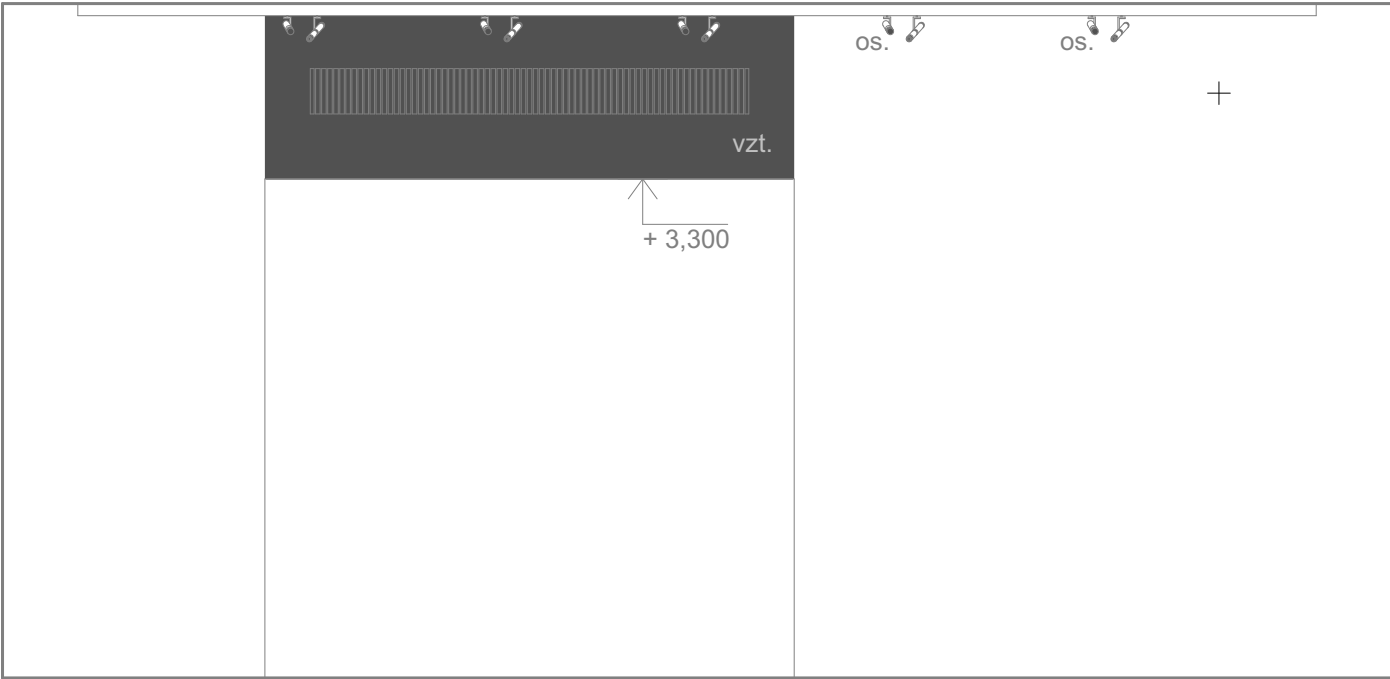 os.
os.
vzt.
+ 3,300